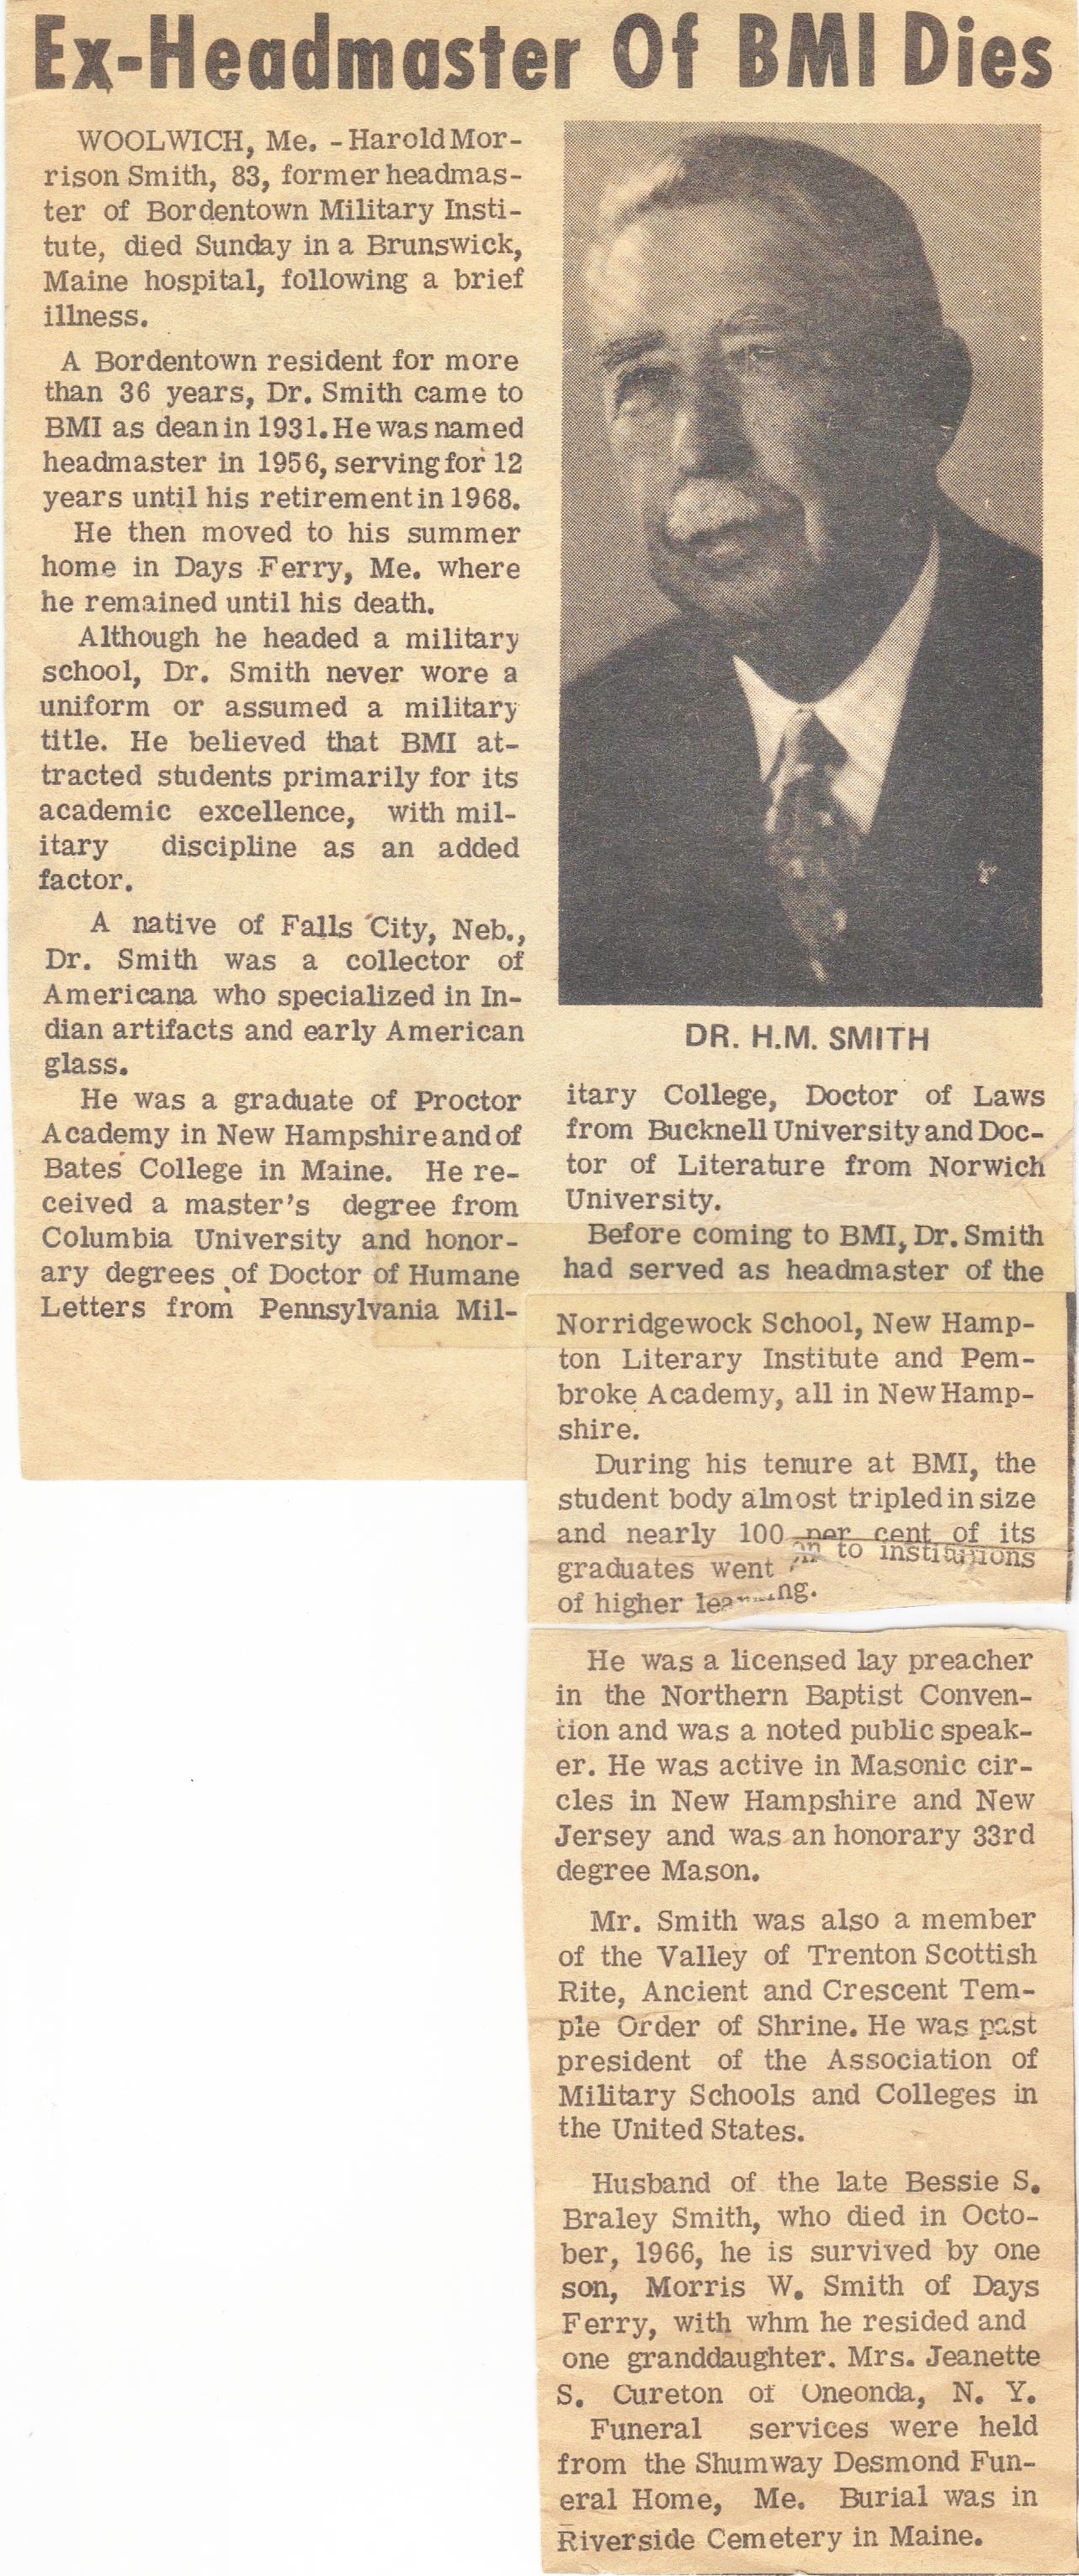 Ex-Headmaster Of BMI Dies
WOOLWICH, Me. - Harold Mor-
rison Smith, 83, former headmas-
ter of Bordentown Military Insti-
tute, died Sunday in a Brunswick,
Maine hospital, following a brief
illness.
A Bordentown resident for more
than 36 years, Dr. Smith came to
BMI as dean in 1931. He was named
headmaster in 1956, serving for 12
years until his retirement in 1968.
He then moved to his summer
home in Days Ferry, Me. where
he remained until his death.
Although he headed a military
school, Dr. Smith never wore a
uniform or assumed a military
title. He believed that BMI at-
tracted students primarily for its
academic excellence, with mil-
itary discipline as an added
factor.
A native of Falls City, Neb.,
Dr. Smith was a collector of
Americana who specialized in In-
dian artifacts and early American
glass.
He was a graduate of Proctor
Academy in New Hampshire and of
Bates College in Maine. He re-
ceived a master's degree from
Columbia University and honor-
ary degrees of Doctor of Humane
Letters from Pennsylvania Mil-
DR. H.M. SMITH
itary College, Doctor of Laws
from Bucknell University and Doc-
tor of Literature from Norwich
University.
Before coming to BMI, Dr. Smith
had served as headmaster of the
Norridgewock School, New Hamp-
ton Literary Institute and Pem-
broke Academy, all in New Hamp-
shire.
During his tenure at BMI, the
student body almost tripled in size
and nearly 100 per cent of its
graduates went on to institutions
of higher learning.
He was a licensed lay preacher
in the Northern Baptist Conven-
tion and was a noted public speak-
er. He was active in Masonic cir-
cles in New Hampshire and New
Jersey and was an honorary 33rd
degree Mason.
Mr. Smith was also a member
of the Valley of Trenton Scottish
Rite, Ancient and Crescent Tem-
ple Order of Shrine. He was past
president of the Association of
Military Schools and Colleges in
the United States.
Husband of the late Bessie S.
Braley Smith, who died in Octo-
ber, 1966, he is survived by one
son, Morris W. Smith of Days
Ferry, with whm he resided and
one granddaughter. Mrs. Jeanette
S. Cureton of Oneonda, N. Y.
Funeral services were held
from the Shumway Desmond Fun-
eral Home, Me. Burial was in
Riverside Cemetery in Maine.